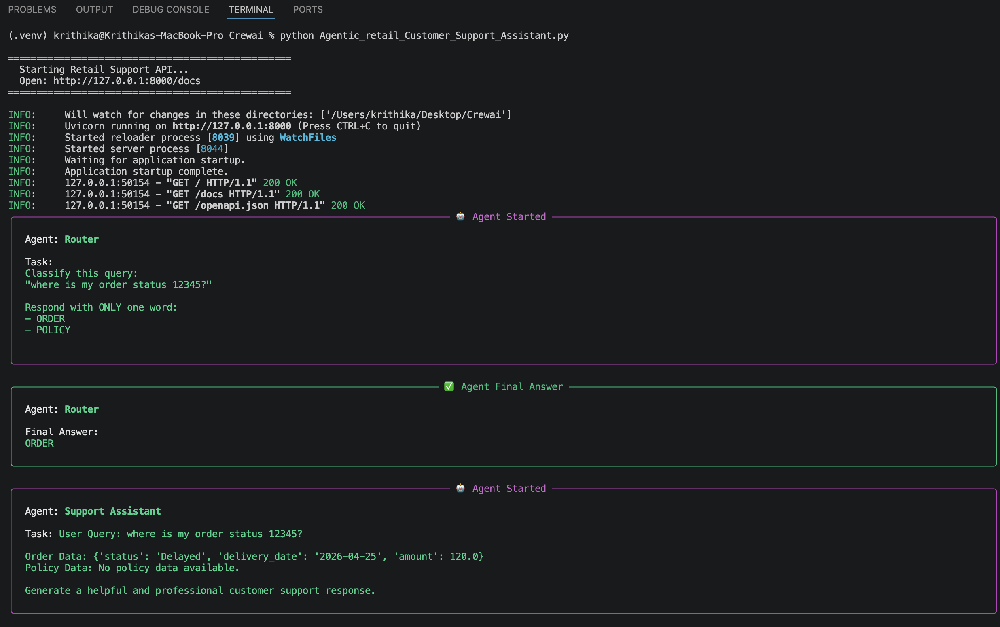 PROBLEMS OUTPUT DEBUG CONSOLE TERMINAL PORTS
(.venv) krithika@Krithikas-MacBook-Pro Crewai % python Agentic_retail_Customer_Support_Assistant.py
==================================================
Starting Retail Support API...
Open: http://127.0.0.1:8000/docs
==================================================
INFO: Will watch for changes in these directories: ['/Users/krithika/Desktop/Crewai']
INFO: Uvicorn running on http://127.0.0.1:8000 (Press CTRL+C to quit)
INFO: Started reloader process [8039] using WatchFiles
INFO: Started server process [8044]
INFO: Waiting for application startup.
INFO: Application startup complete.
INFO: 127.0.0.1:50154 - "GET / HTTP/1.1" 200 OK
INFO: 127.0.0.1:50154 - "GET /docs HTTP/1.1" 200 OK
INFO: 127.0.0.1:50154 - "GET /openapi.json HTTP/1.1" 200 OK
🤖 Agent Started
Agent: Router
Task:
Classify this query:
"where is my order status 12345?"
Respond with ONLY one word:
- ORDER
- POLICY
✅ Agent Final Answer
Agent: Router
Final Answer:
ORDER
🤖 Agent Started
Agent: Support Assistant
Task: User Query: where is my order status 12345?
Order Data: {'status': 'Delayed', 'delivery_date': '2026-04-25', 'amount': 120.0}
Policy Data: No policy data available.
Generate a helpful and professional customer support response.